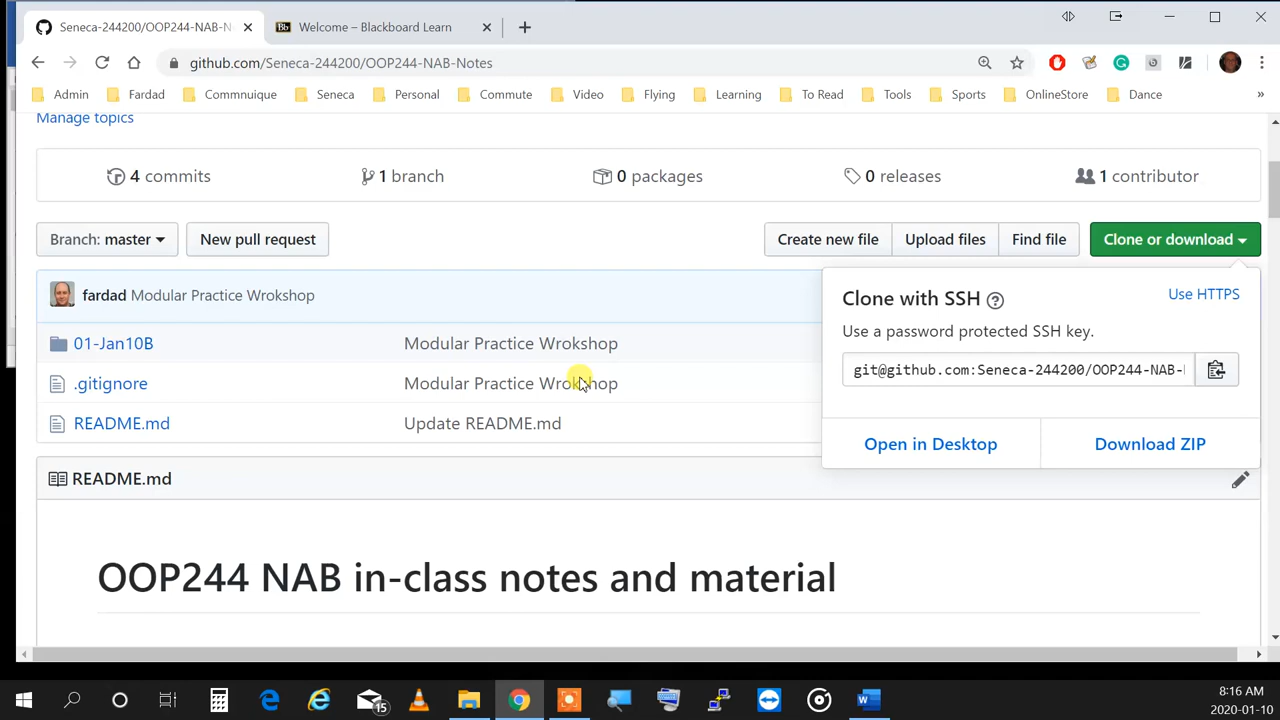 Seneca-244200/OOP244-NAB-N
Welcome – Blackboard Learn
github.com/Seneca-244200/OOP244-NAB-Notes
Admin
Fardad
Commnuique
Seneca
Personal
Commute
Video
Flying
Learning
To Read
Tools
Sports
OnlineStore
Dance
»
Manage topics
4 commits
1 branch
0 packages
0 releases
1 contributor
Branch: master
New pull request
Create new file
Upload files
Find file
Clone or download
fardad Modular Practice Wrokshop
Clone with SSH
Use HTTPS
Use a password protected SSH key.
01-Jan10B
Modular Practice Wrokshop
git@github.com:Seneca-244200/OOP244-NAB-
.gitignore
Modular Practice Wrokshop
README.md
Update README.md
Open in Desktop
Download ZIP
README.md
OOP244 NAB in-class notes and material
15
8:16 AM
2020-01-10